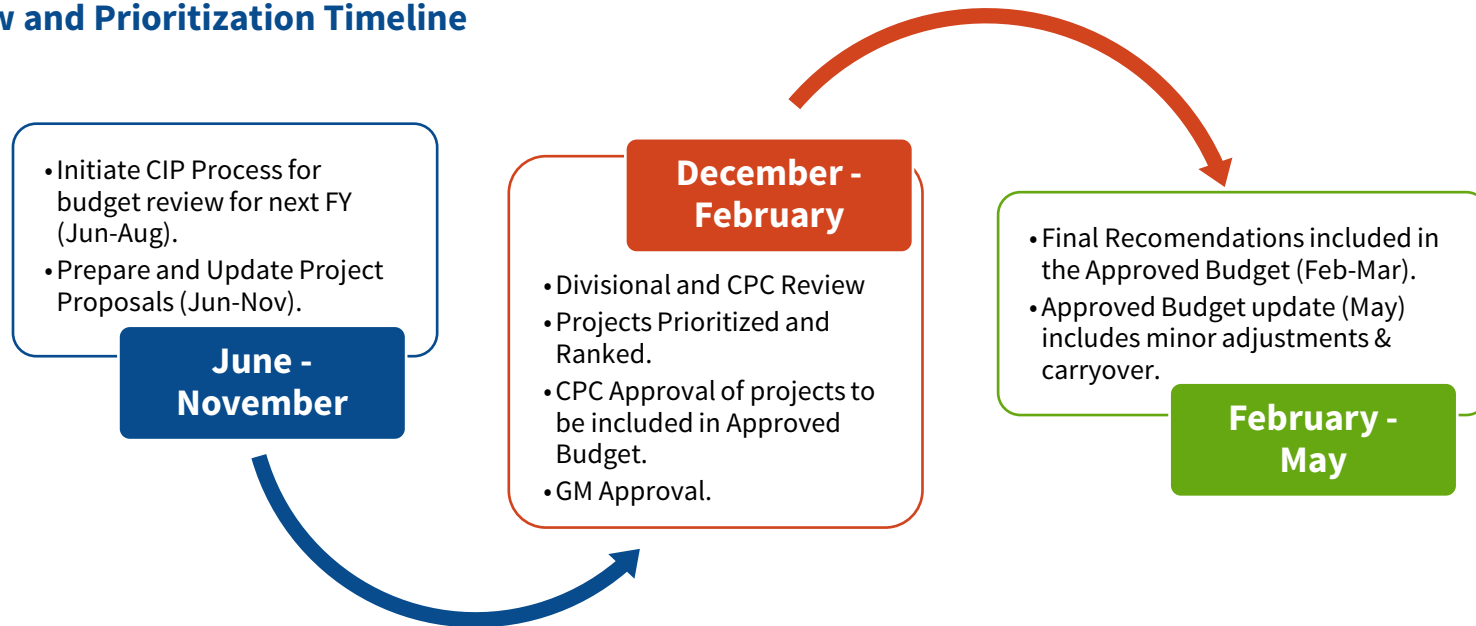 and Prioritization Timeline
• Initiate CIP Process for
budget review for next FY
(Jun-Aug).
• Prepare and Update Project
Proposals (Jun-Nov).
June -
November
December -
February
• Divisional and CPC Review
• Projects Prioritized and
Ranked.
• CPC Approval of projects to
be included in Approved
Budget.
• GM Approval.
• Final Recomendations included in
the Approved Budget (Feb-Mar).
• Approved Budget update (May)
includes minor adjustments &
carryover.
February -
May